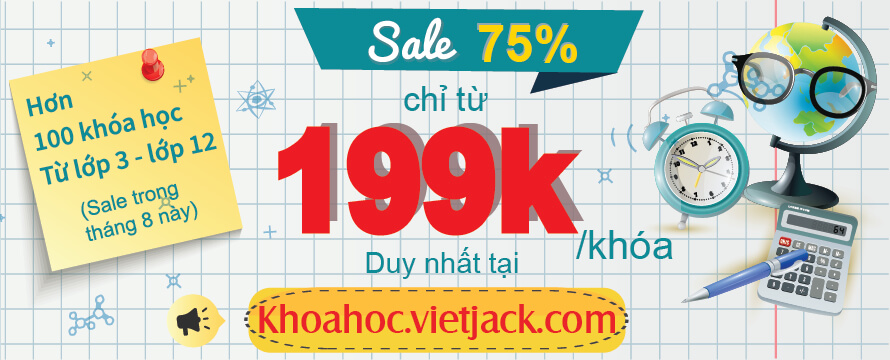 Sale 75%
Hơn
100 khóa học
Từ lớp 3 - lớp 12
(Sale trong
tháng 8 này)
chỉ từ
199k
/khóa
Duy nhất tại
Khoahoc.vietjack.com
64